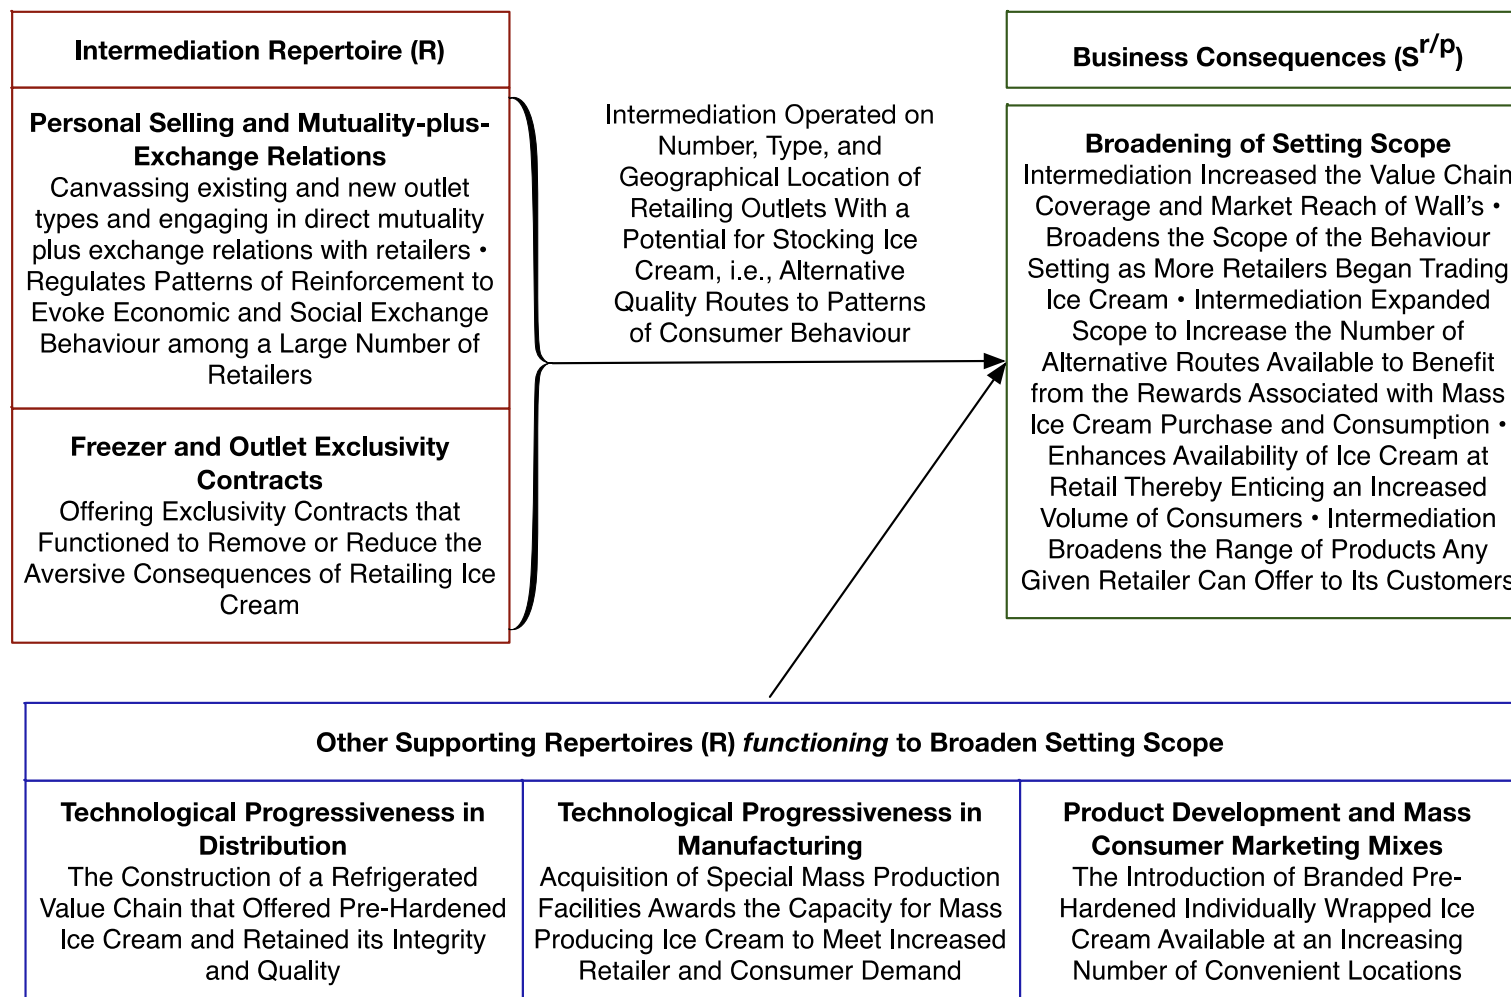 Intermediation Repertoire (R)
Personal Selling and Mutuality-plus-
Exchange Relations
Canvassing existing and new outlet
types and engaging in direct mutuality
plus exchange relations with retailers •
Regulates Patterns of Reinforcement to
Evoke Economic and Social Exchange
Behaviour among a Large Number of
Retailers
Freezer and Outlet Exclusivity
Contracts
Offering Exclusivity Contracts that
Functioned to Remove or Reduce the
Aversive Consequences of Retailing Ice
Cream
Intermediation Operated on
Number, Type, and
Geographical Location of
Retailing Outlets With a
Potential for Stocking Ice
Cream, i.e., Alternative
Quality Routes to Patterns
of Consumer Behaviour
Business Consequences (S^r/p)
Broadening of Setting Scope
Intermediation Increased the Value Chain
Coverage and Market Reach of Wall's •
Broadens the Scope of the Behaviour
Setting as More Retailers Began Trading
Ice Cream • Intermediation Expanded
Scope to Increase the Number of
Alternative Routes Available to Benefit
from the Rewards Associated with Mass
Ice Cream Purchase and Consumption •
Enhances Availability of Ice Cream at
Retail Thereby Enticing an Increased
Volume of Consumers • Intermediation
Broadens the Range of Products Any
Given Retailer Can Offer to Its Customers
Other Supporting Repertoires (R) functioning to Broaden Setting Scope
Technological Progressiveness in
Distribution
The Construction of a Refrigerated
Value Chain that Offered Pre-Hardened
Ice Cream and Retained its Integrity
and Quality
Technological Progressiveness in
Manufacturing
Acquisition of Special Mass Production
Facilities Awards the Capacity for Mass
Producing Ice Cream to Meet Increased
Retailer and Consumer Demand
Product Development and Mass
Consumer Marketing Mixes
The Introduction of Branded Pre-
Hardened Individually Wrapped Ice
Cream Available at an Increasing
Number of Convenient Locations